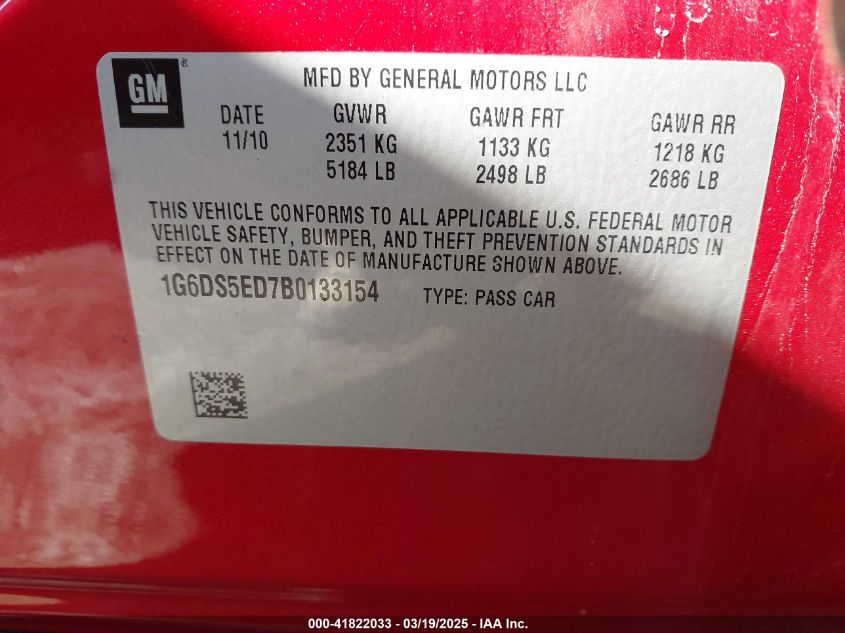 GM
MFD BY GENERAL MOTORS LLC
DATE GVWR GAWR FRT GAWR RR
11/10 2351 KG 1133 KG 1218 KG
5184 LB 2498 LB 2686 LB
THIS VEHICLE CONFORMS TO ALL APPLICABLE U.S. FEDERAL MOTOR
VEHICLE SAFETY, BUMPER, AND THEFT PREVENTION STANDARDS IN
EFFECT ON THE DATE OF MANUFACTURE SHOWN ABOVE.
1G6DS5ED7B0133154 TYPE: PASS CAR
000-41822033 - 03/19/2025 - IAA Inc.